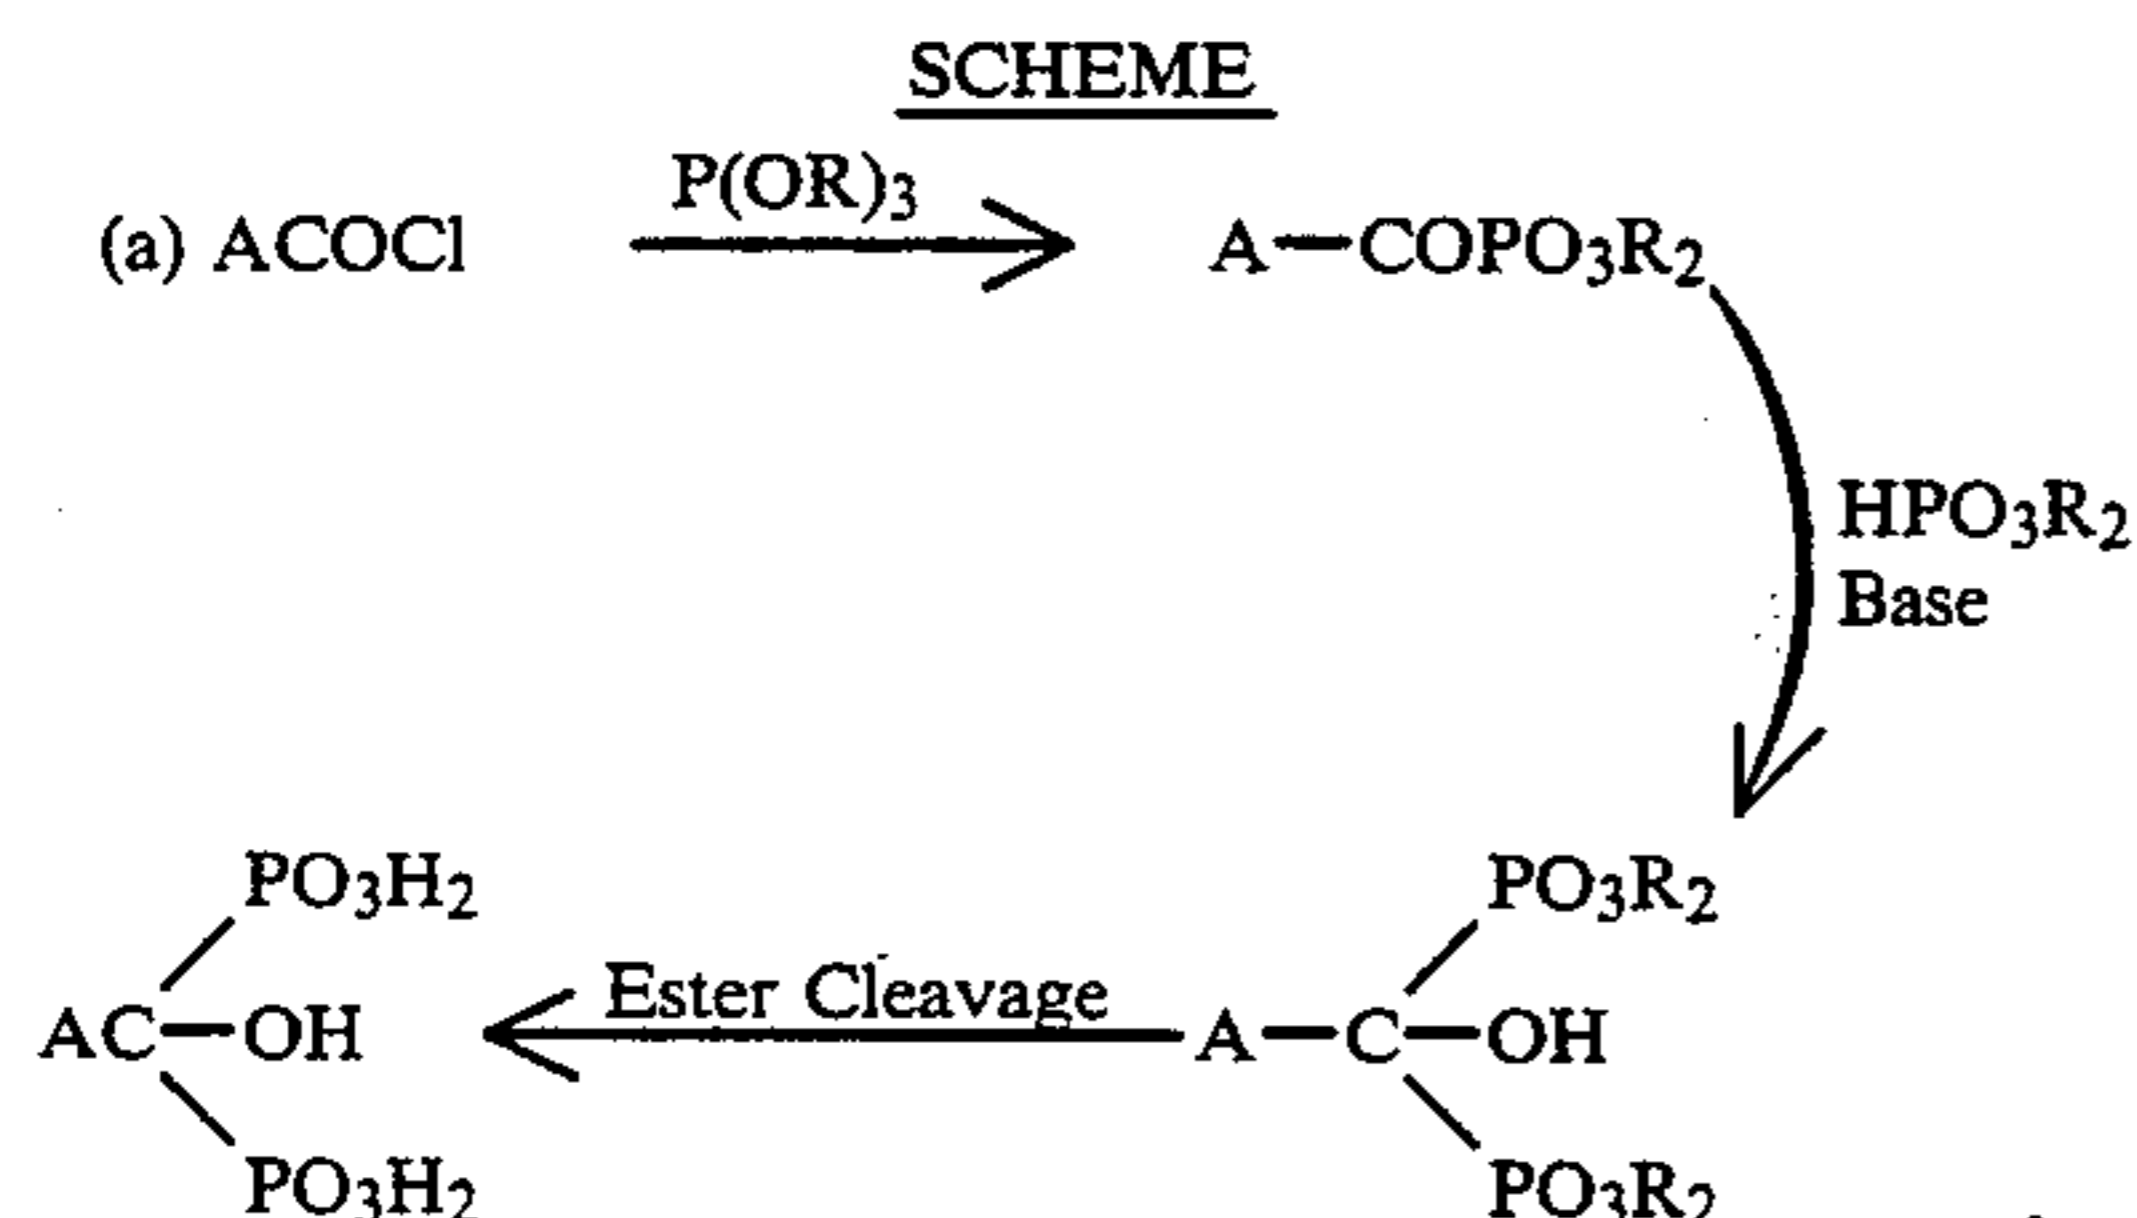 SCHEME
P(OR)3
(a) ACOCl
A—COPO3R2
HPO3R2
Base
PO3H2
PO3R2
Ester Cleavage
AC—OH
A—C—OH
PO3H2
PO3R2